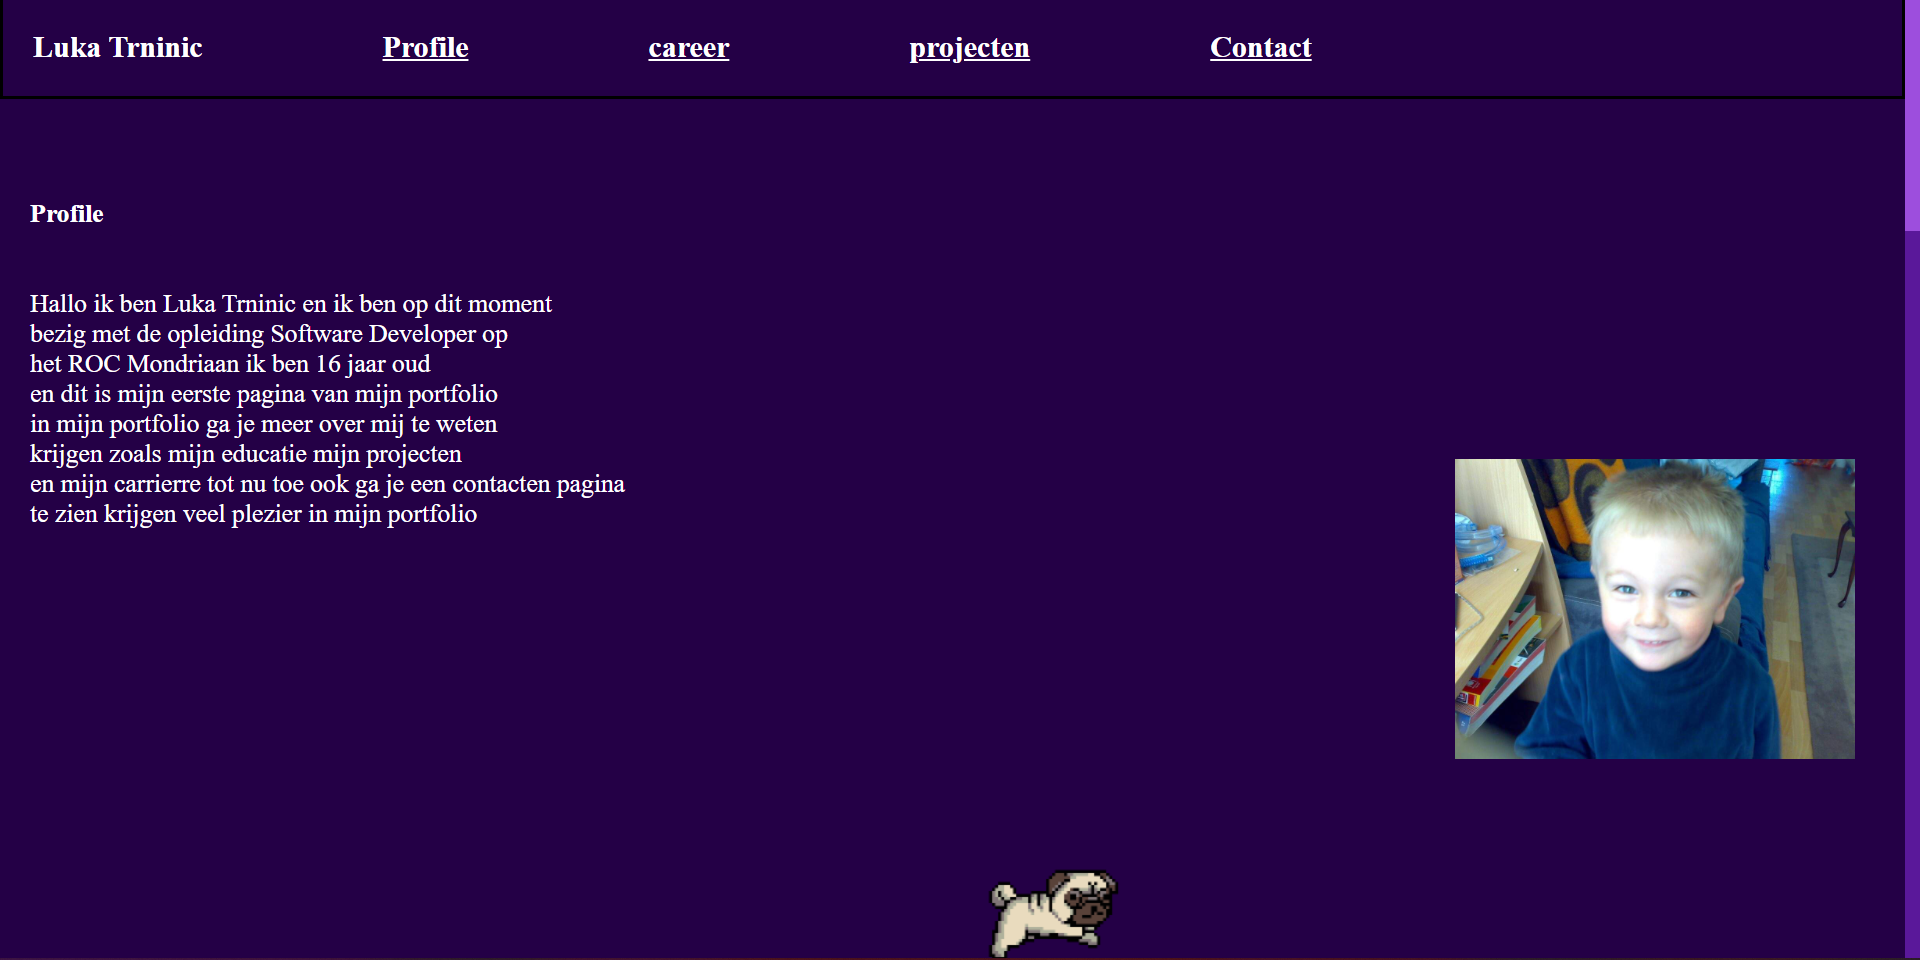 Luka Trninic Profile career projecten Contact
Profile
Hallo ik ben Luka Trninic en ik ben op dit moment
bezig met de opleiding Software Developer op
het ROC Mondriaan ik ben 16 jaar oud
en dit is mijn eerste pagina van mijn portfolio
in mijn portfolio ga je meer over mij te weten
krijgen zoals mijn educatie mijn projecten
en mijn carrierre tot nu toe ook ga je een contacten pagina
te zien krijgen veel plezier in mijn portfolio